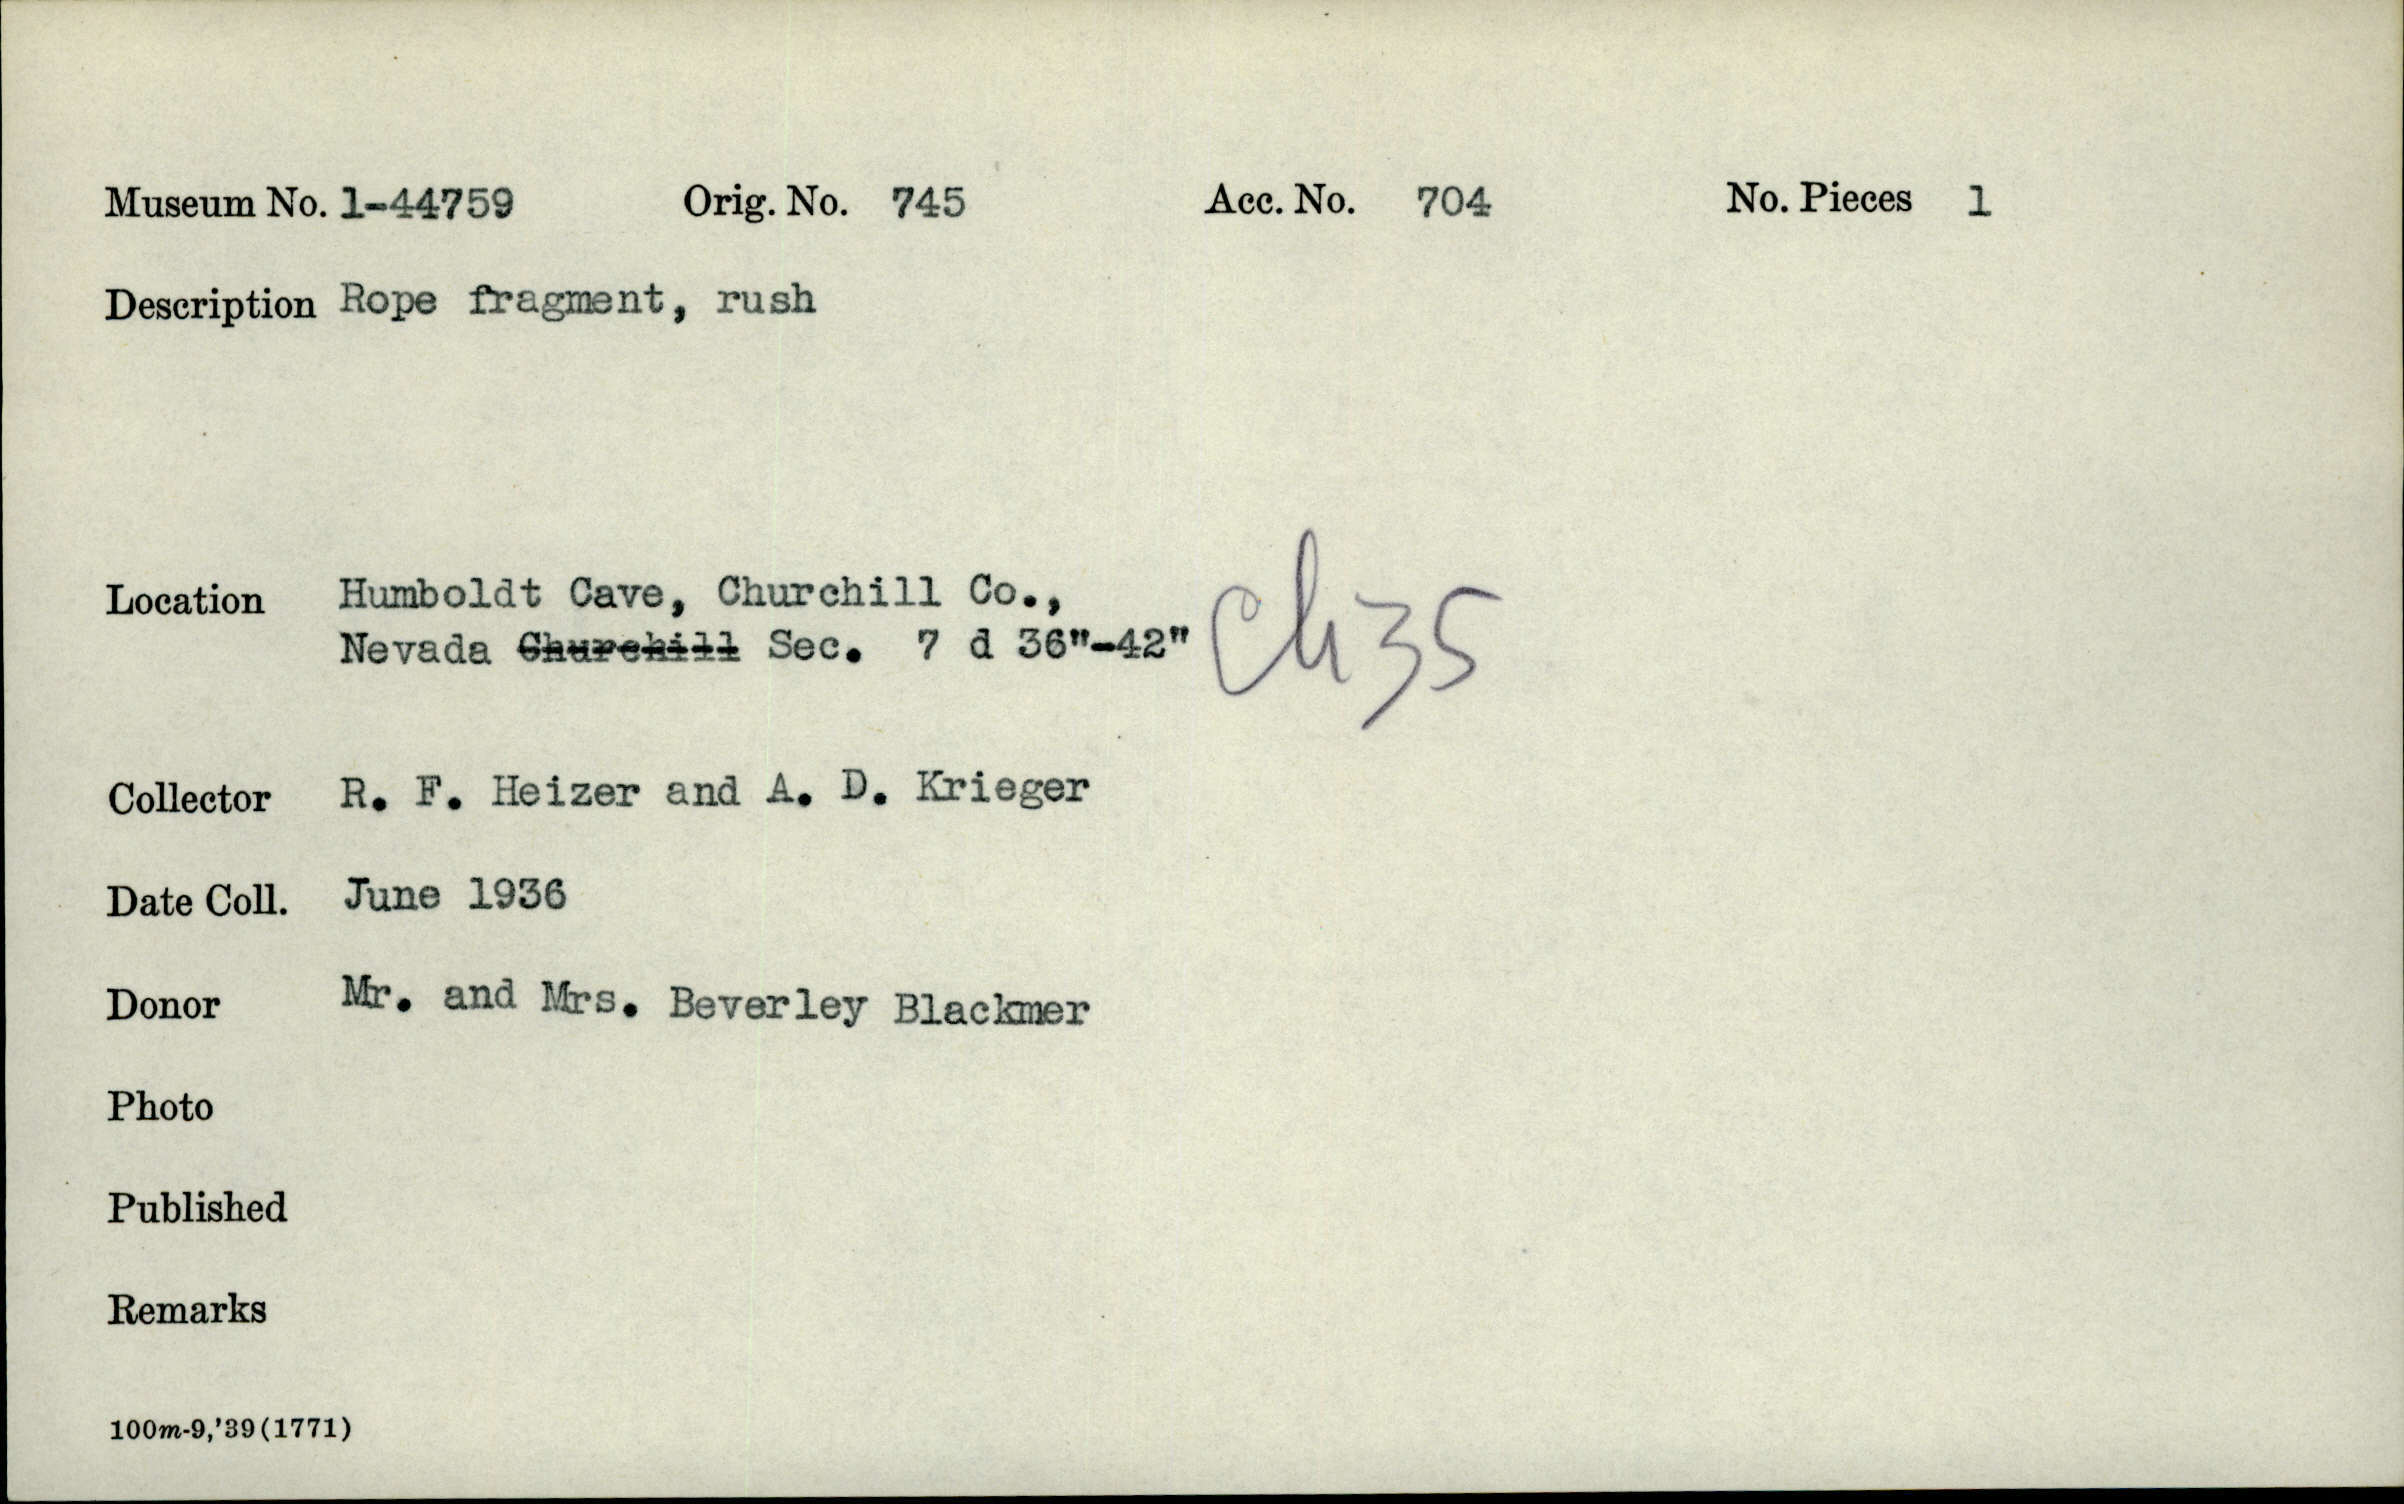 Museum No. 1-44759 Orig. No. 745 Acc. No. 704 No. Pieces 1
Description Rope fragment, rush
Location Humboldt Cave, Churchill Co.,
Nevada Churchill Sec. 7 d 36"-42" Ch35
Collector R. F. Heizer and A. D. Krieger
Date Coll. June 1936
Donor Mr. and Mrs. Beverley Blackmer
Photo
Published
Remarks
100m-9,'39(1771)